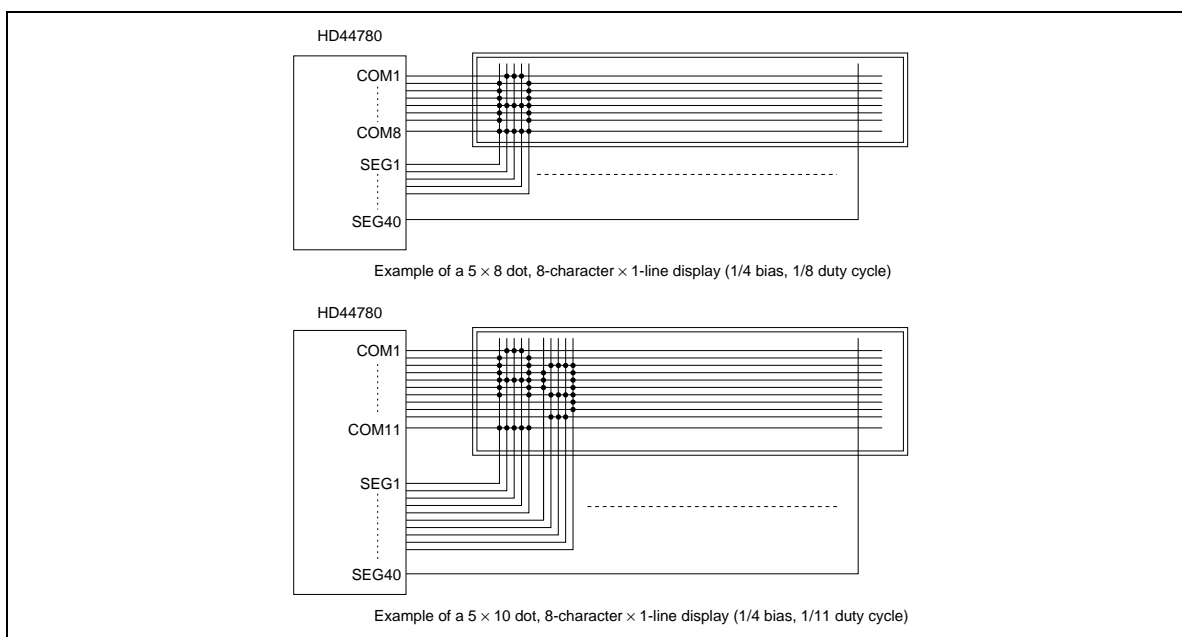 HD44780
COM1
COM8
SEG1
SEG40
Example of a 5 × 8 dot, 8-character × 1-line display (1/4 bias, 1/8 duty cycle)
HD44780
COM1
COM11
SEG1
SEG40
Example of a 5 × 10 dot, 8-character × 1-line display (1/4 bias, 1/11 duty cycle)